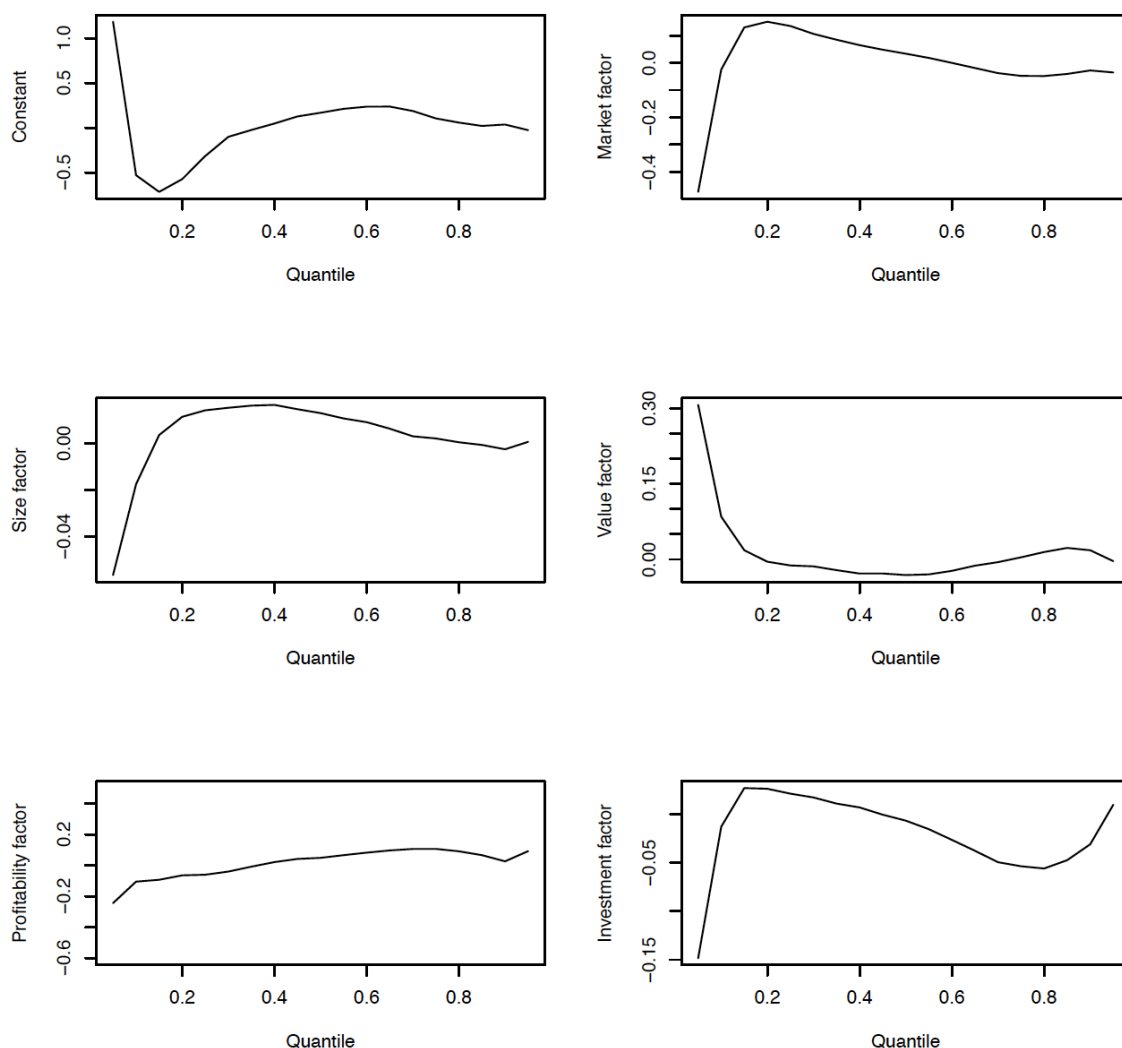 Constant
1.0
0.5
−0.5
0.2 0.4 0.6 0.8
Quantile
Market factor
0.0
−0.2
−0.4
0.2 0.4 0.6 0.8
Quantile
Size factor
0.00
−0.04
0.2 0.4 0.6 0.8
Quantile
Value factor
0.30
0.15
0.00
0.2 0.4 0.6 0.8
Quantile
Profitability factor
0.2
−0.2
−0.6
0.2 0.4 0.6 0.8
Quantile
Investment factor
−0.05
−0.15
0.2 0.4 0.6 0.8
Quantile